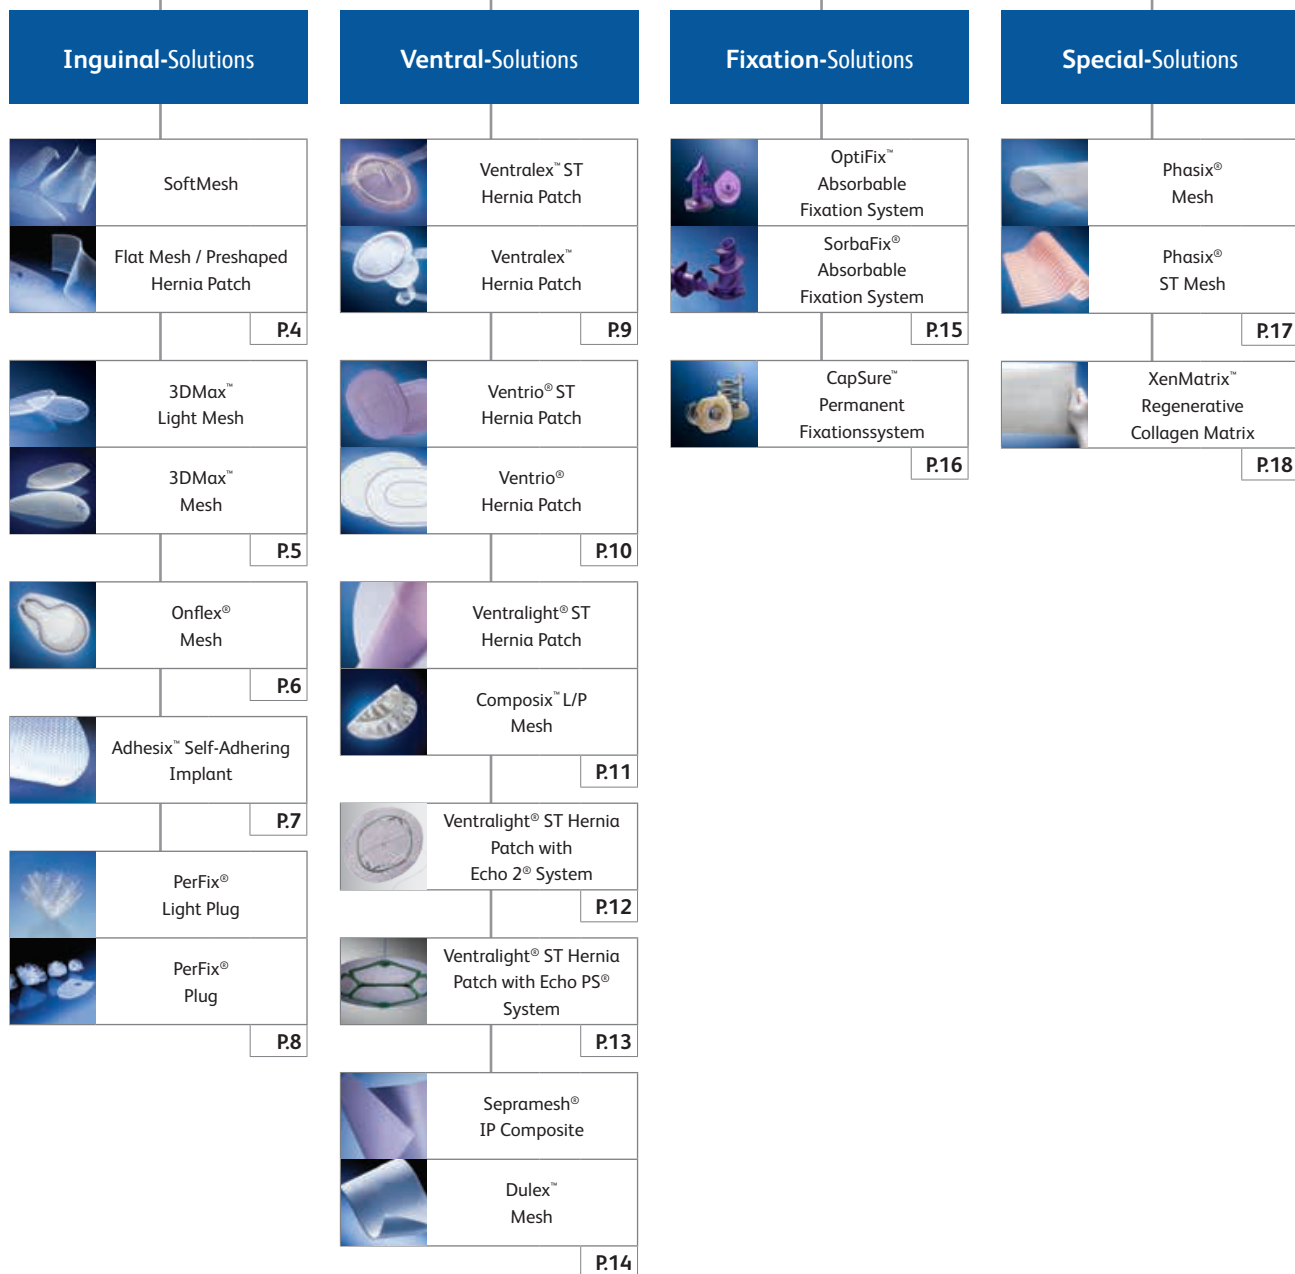 Inguinal-Solutions
SoftMesh
Flat Mesh / Preshaped
Hernia Patch
P.4
3DMax™
Light Mesh
3DMax™
Mesh
P.5
Onflex®
Mesh
P.6
Adhesix™ Self-Adhering
Implant
P.7
PerFix®
Light Plug
PerFix®
Plug
P.8
Ventral-Solutions
Ventralex™ ST
Hernia Patch
Ventralex™
Hernia Patch
P.9
Ventrio® ST
Hernia Patch
Ventrio®
Hernia Patch
P.10
Ventralight® ST
Hernia Patch
Composix™ L/P
Mesh
P.11
Ventralight® ST Hernia
Patch with
Echo 2® System
P.12
Ventralight® ST Hernia
Patch with Echo PS®
System
P.13
Sepramesh®
IP Composite
Dulex™
Mesh
P.14
Fixation-Solutions
OptiFix™
Absorbable
Fixation System
SorbaFix®
Absorbable
Fixation System
P.15
CapSure™
Permanent
Fixationssystem
P.16
Special-Solutions
Phasix®
Mesh
Phasix®
ST Mesh
P.17
XenMatrix™
Regenerative
Collagen Matrix
P.18